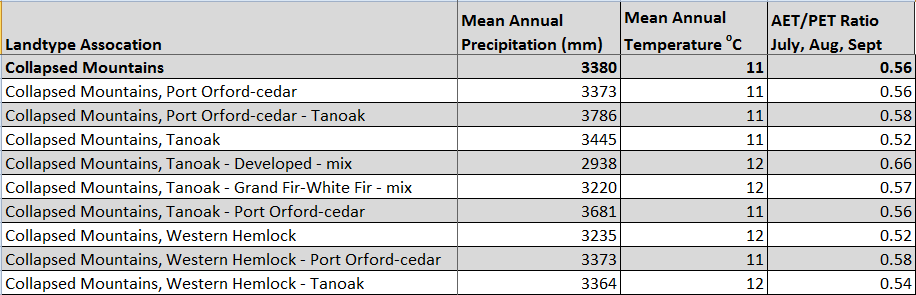 Landtype Assocation Mean Annual Precipitation (mm) Mean Annual Temperature °C AET/PET Ratio July, Aug, Sept
Collapsed Mountains 3380 11 0.56
Collapsed Mountains, Port Orford-cedar 3373 11 0.56
Collapsed Mountains, Port Orford-cedar - Tanoak 3786 11 0.58
Collapsed Mountains, Tanoak 3445 11 0.52
Collapsed Mountains, Tanoak - Developed - mix 2938 12 0.66
Collapsed Mountains, Tanoak - Grand Fir-White Fir - mix 3220 12 0.57
Collapsed Mountains, Tanoak - Port Orford-cedar 3681 11 0.56
Collapsed Mountains, Western Hemlock 3235 12 0.52
Collapsed Mountains, Western Hemlock - Port Orford-cedar 3373 11 0.58
Collapsed Mountains, Western Hemlock - Tanoak 3364 12 0.54